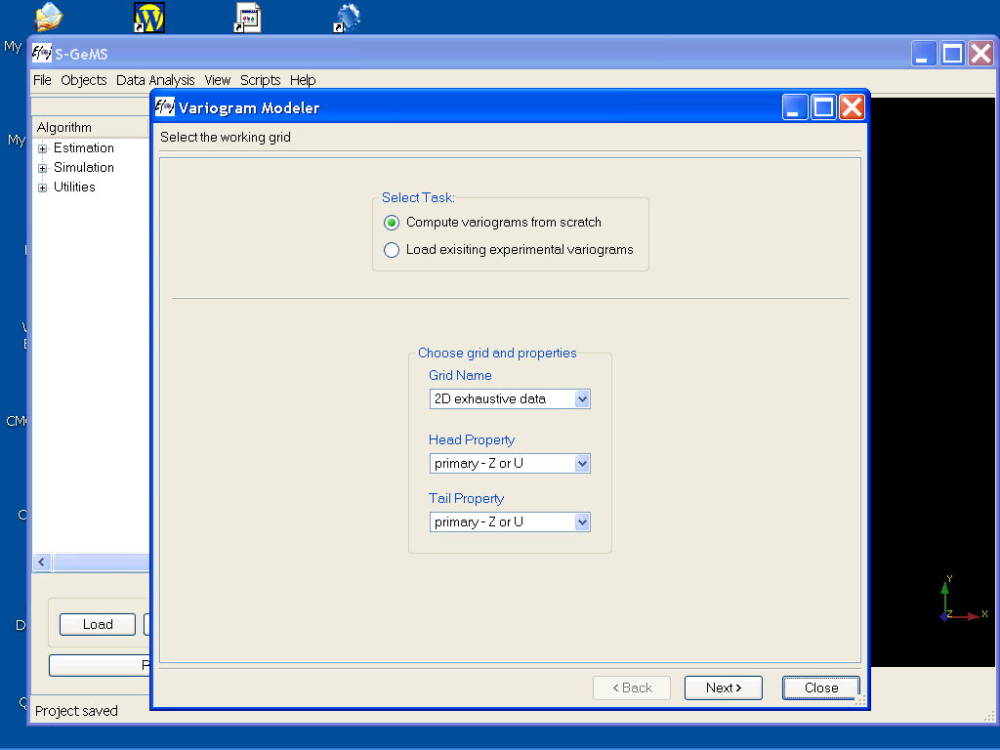 My
S-GeMS
File Objects Data Analysis View Scripts Help
Variogram Modeler
Select the working grid
Algorithm
My
Estimation
Simulation
Utilities
Select Task:
Compute variograms from scratch
Load exisiting experimental variograms
Choose grid and properties
Grid Name
2D exhaustive data
Head Property
primary - Z or U
Tail Property
primary - Z or U
Y
Z X
Load
< Back Next > Close
Project saved